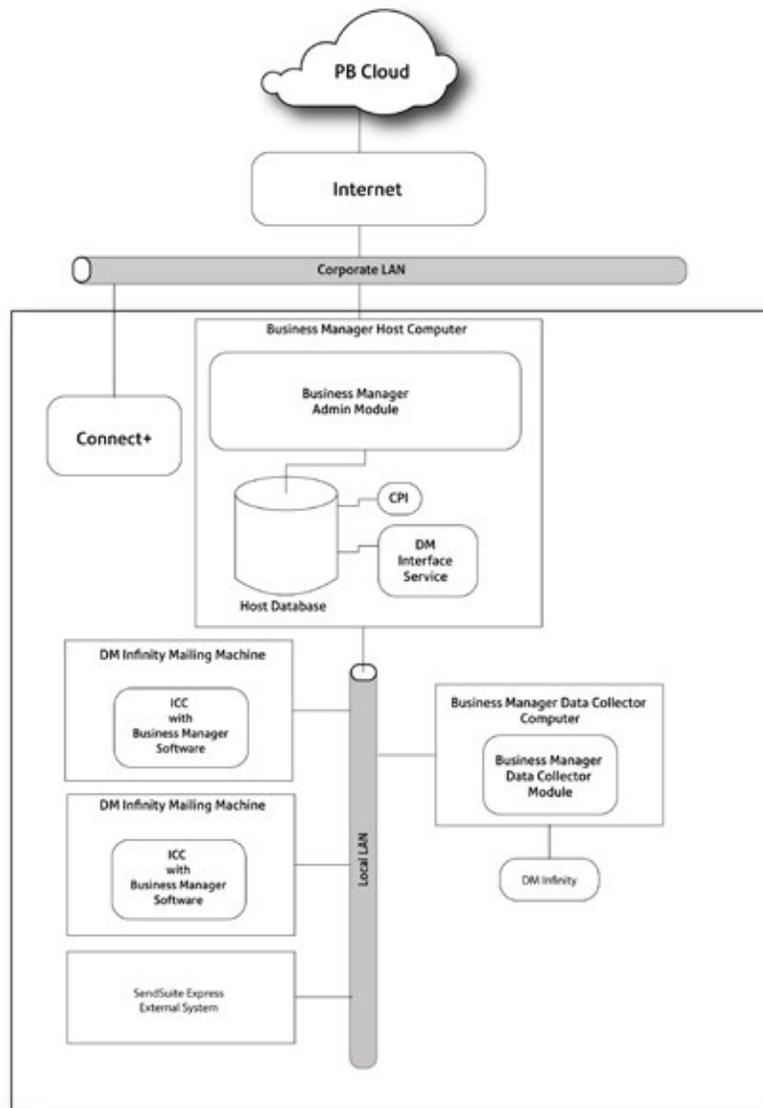 PB Cloud
Internet
Corporate LAN
Business Manager Host Computer
Business Manager
Admin Module
Connect+
CPI
DM
Interface
Service
Host Database
DM Infinity Mailing Machine
ICC
with
Business Manager
Software
Business Manager Data Collector
Computer
Business Manager
Data Collector
Module
DM Infinity Mailing Machine
ICC
with
Business Manager
Software
Local LAN
DM Infinity
SendSuite Express
External System